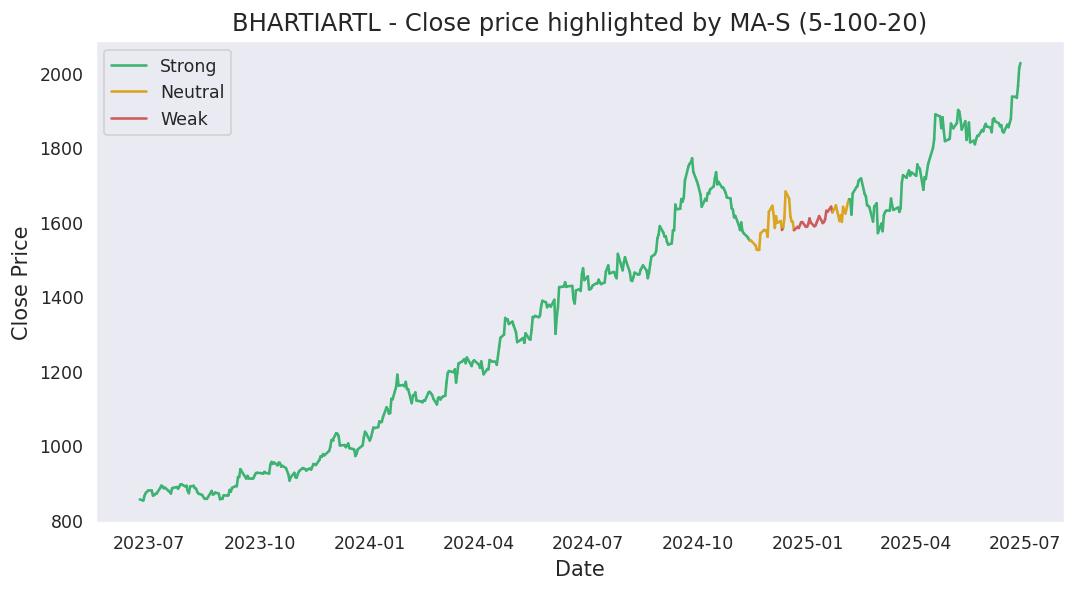 BHARTIARTL - Close price highlighted by MA-S (5-100-20)
Strong
Neutral
Weak
Close Price
2000
1800
1600
1400
1200
1000
800
2023-07 2023-10 2024-01 2024-04 2024-07 2024-10 2025-01 2025-04 2025-07
Date